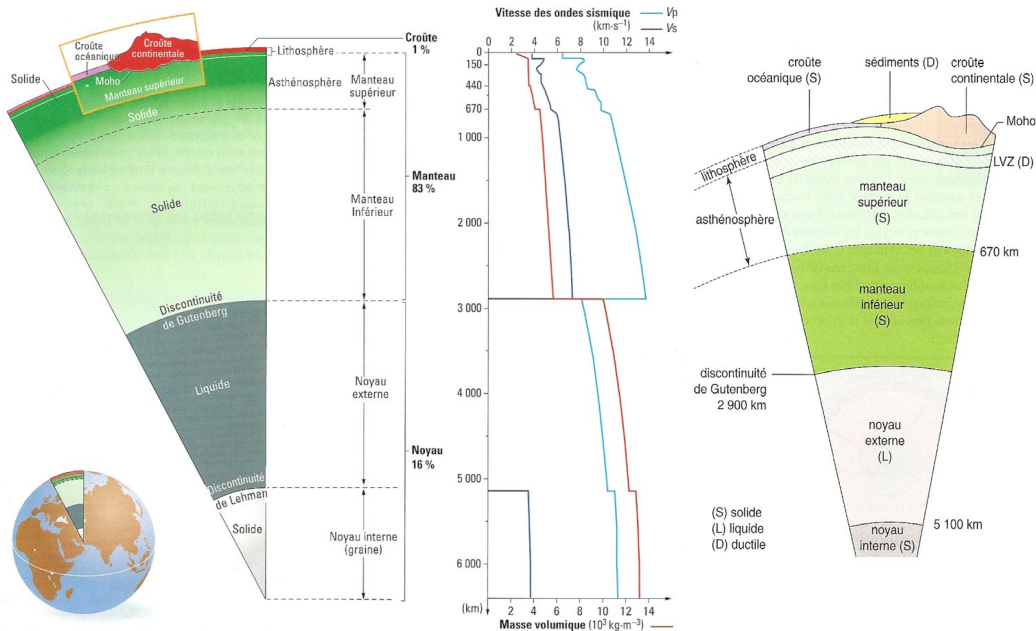 Croûte
océanique
Croûte
continentale
Moho
Manteau supérieur
Solide
Solide
Solide
Discontinuité
de Gutenberg
Liquide
Discontinuité
de Lehman
Solide
Lithosphère
Asthénosphère
Manteau
supérieur
Manteau
Inférieur
Noyau
externe
Noyau interne
(graine)
Croûte
1 %
Manteau
83 %
Noyau
16 %
Vitesse des ondes sismique
(km·s⁻¹)
Vp
Vs
0 2 4 6 8 10 12 14
0
150
440
670
1 000
2 000
3 000
4 000
5 000
6 000
(km)
2 4 6 8 10 12 14
Masse volumique (10³ kg·m⁻³)
croûte
océanique (S)
sédiments (D)
croûte
continentale (S)
Moho
LVZ (D)
lithosphère
asthénosphère
manteau
supérieur
(S)
670 km
manteau
inférieur
(S)
discontinuité
de Gutenberg
2 900 km
noyau
externe
(L)
5 100 km
noyau
interne (S)
(S) solide
(L) liquide
(D) ductile